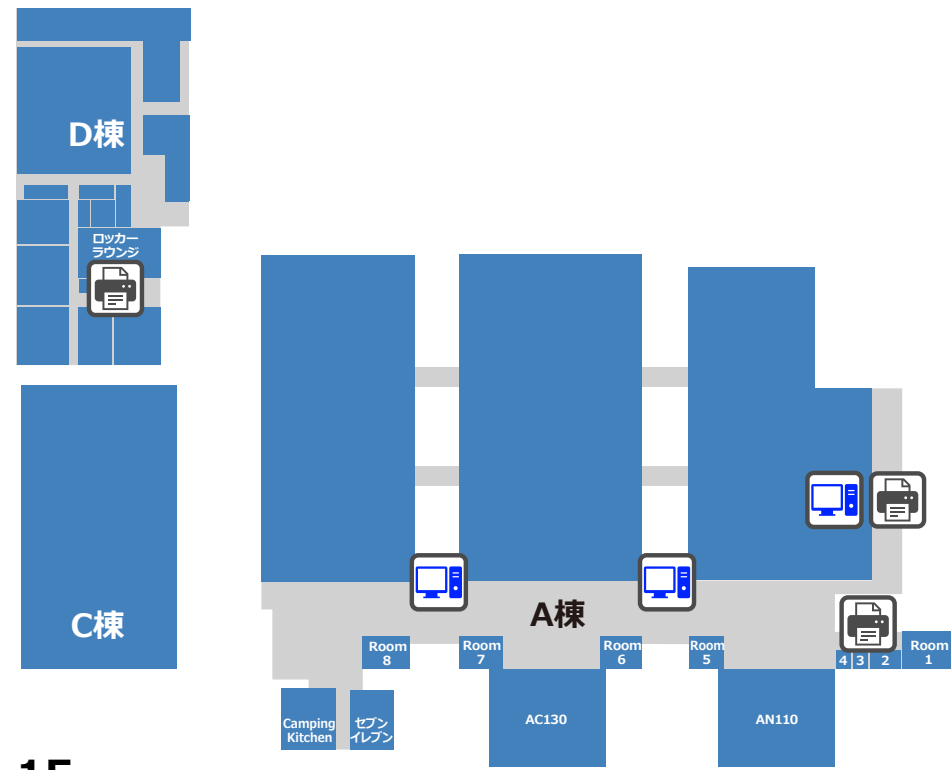 D棟
ロッカー
ラウンジ
C棟
A棟
Room
8
Room
7
Room
6
Room
5
4
3
2
Room
1
Camping
Kitchen
セブン
イレブン
AC130
AN110